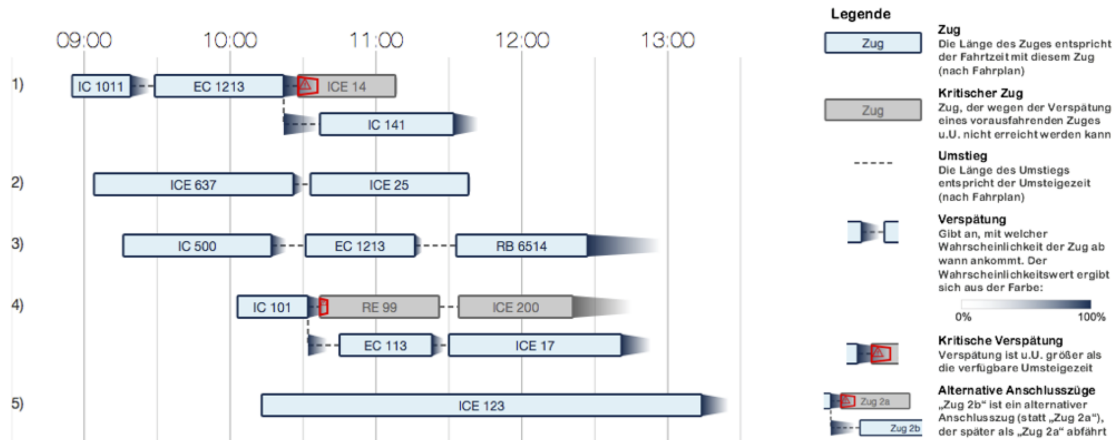 09:00 10:00 11:00 12:00 13:00
1) IC 1011 EC 1213 ICE 14
IC 141
2) ICE 637 ICE 25
3) IC 500 EC 1213 RB 6514
4) IC 101 RE 99 ICE 200
EC 113 ICE 17
5) ICE 123
Legende
Zug
Zug
Die Länge des Zuges entspricht
der Fahrtzeit mit diesem Zug
(nach Fahrplan)
Zug
Kritischer Zug
Zug, der wegen der Verspätung
eines vorausfahrenden Zuges
u.U. nicht erreicht werden kann
Umstieg
Die Länge des Umstiegs
entspricht der Umsteigezeit
(nach Fahrplan)
Verspätung
Gibt an, mit welcher
Wahrscheinlichkeit der Zug ab
wann ankommt. Der
Wahrscheinlichkeitswert ergibt
sich aus der Farbe:
0% 100%
Kritische Verspätung
Verspätung ist u.U. größer als
die verfügbare Umsteigezeit
Zug 2a
Zug 2b
Alternative Anschlusszüge
„Zug 2b“ ist ein alternativer
Anschlusszug (statt „Zug 2a“),
der später als „Zug 2a“ abfährt